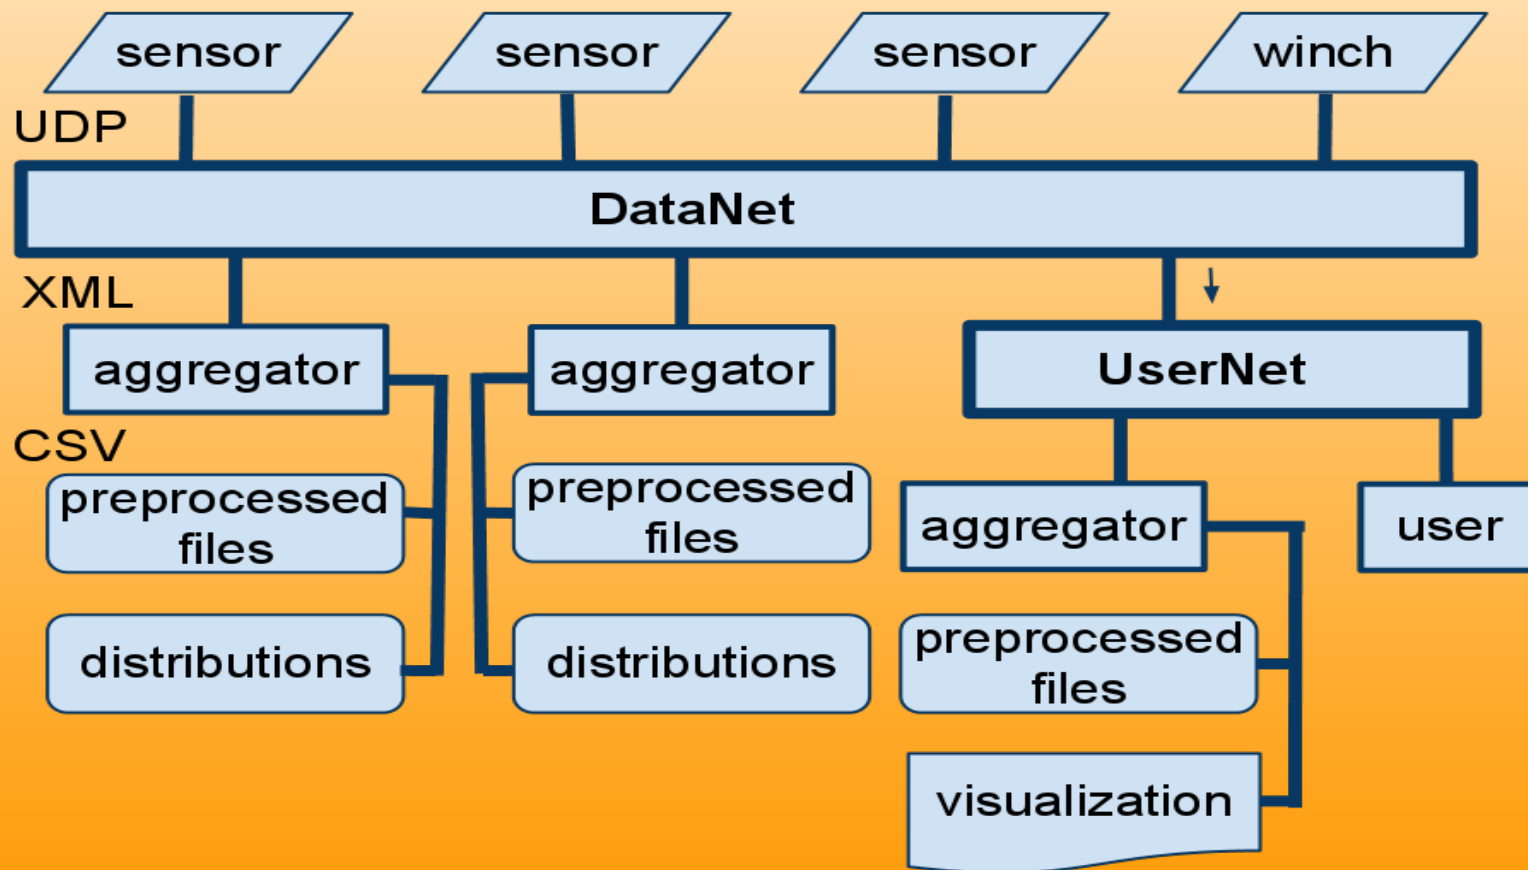 sensor
sensor
sensor
winch
UDP
DataNet
XML
aggregator
aggregator
UserNet
CSV
preprocessed
files
preprocessed
files
aggregator
user
distributions
distributions
preprocessed
files
visualization